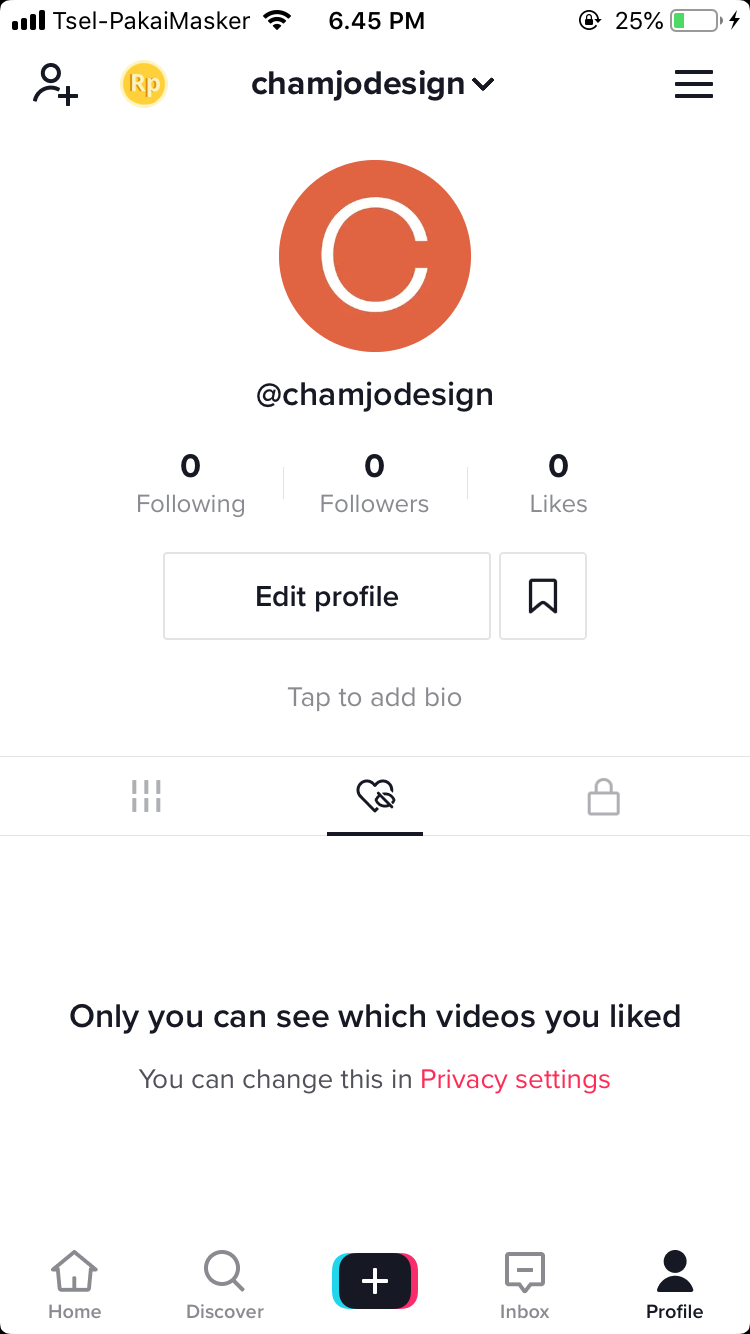 Tsel-PakaiMasker 6.45 PM 25%
Rp chamjodesign
C
@chamjodesign
0 0 0
Following Followers Likes
Edit profile
Tap to add bio
Only you can see which videos you liked
You can change this in Privacy settings
Home Discover Inbox Profile